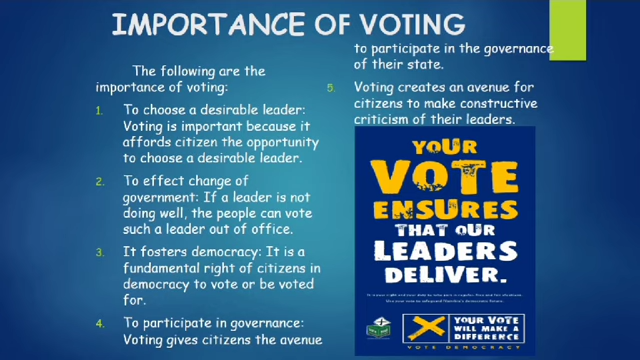 IMPORTANCE OF VOTING
The following are the
importance of voting:
1. To choose a desirable leader:
Voting is important because it
affords citizen the opportunity
to choose a desirable leader.
2. To effect change of
government: If a leader is not
doing well, the people can vote
such a leader out of office.
3. It fosters democracy: It is a
fundamental right of citizens in
democracy to vote or be voted
for.
4. To participate in governance:
Voting gives citizens the avenue
to participate in the governance
of their state.
5. Voting creates an avenue for
citizens to make constructive
criticism of their leaders.
YOUR
VOTE
ENSURES
THAT OUR
LEADERS
DELIVER.
YOUR VOTE
WILL MAKE A
DIFFERENCE
VOTE DEMOCRACY